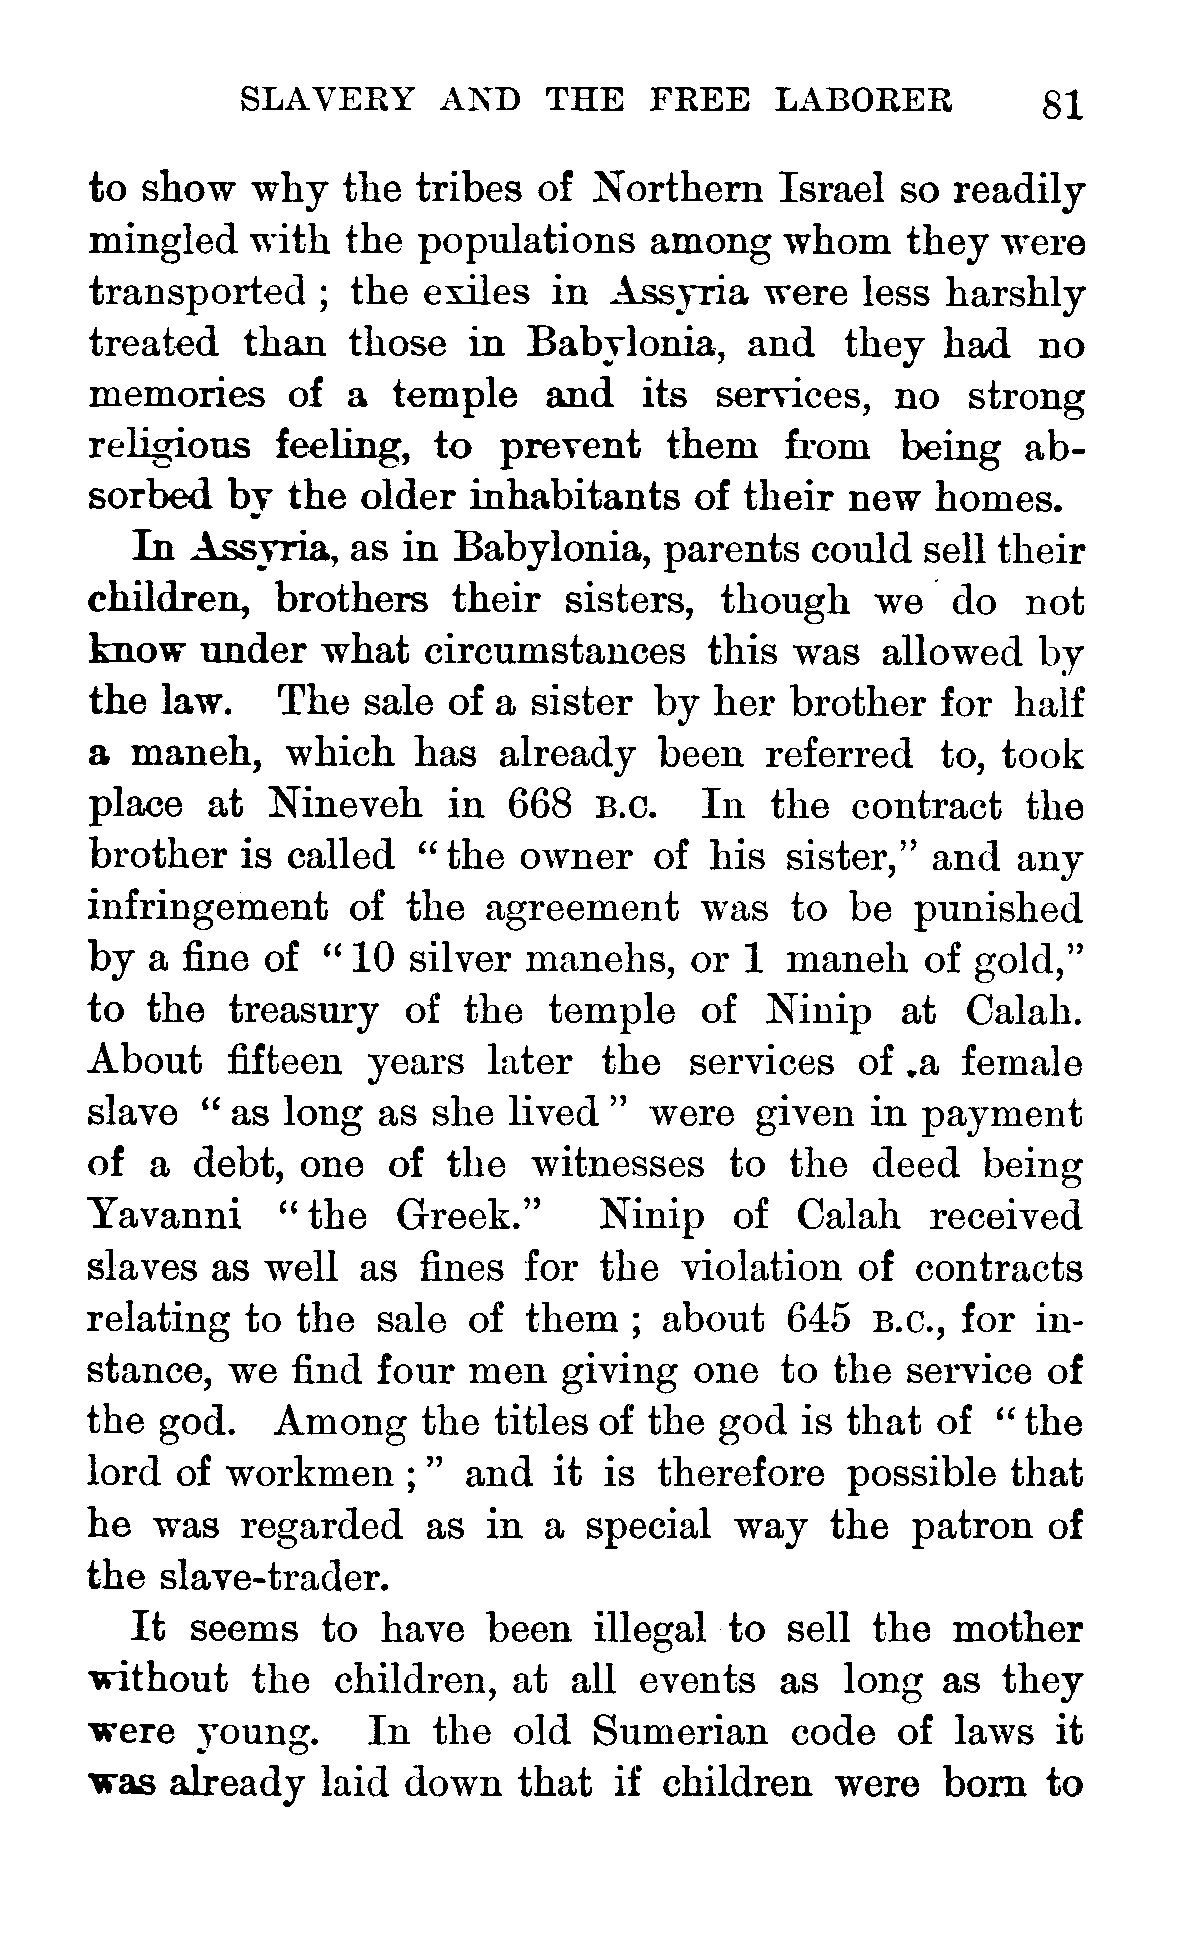 SLAVERY AND THE FREE LABORER 81
to show why the tribes of Northern Israel so readily
mingled with the populations among whom they were
transported ; the exiles in Assyria were less harshly
treated than those in Babylonia, and they had no
memories of a temple and its services, no strong
religious feeling, to prevent them from being ab-
sorbed by the older inhabitants of their new homes.
In Assyria, as in Babylonia, parents could sell their
children, brothers their sisters, though we do not
know under what circumstances this was allowed by
the law. The sale of a sister by her brother for half
a maneh, which has already been referred to, took
place at Nineveh in 668 B.C. In the contract the
brother is called “ the owner of his sister,” and any
infringement of the agreement was to be punished
by a fine of “ 10 silver manehs, or 1 maneh of gold,”
to the treasury of the temple of Ninip at Calah.
About fifteen years later the services of a female
slave “ as long as she lived ” were given in payment
of a debt, one of the witnesses to the deed being
Yavanni “ the Greek.” Ninip of Calah received
slaves as well as fines for the violation of contracts
relating to the sale of them ; about 645 B.C., for in-
stance, we find four men giving one to the service of
the god. Among the titles of the god is that of “ the
lord of workmen ; ” and it is therefore possible that
he was regarded as in a special way the patron of
the slave-trader.
It seems to have been illegal to sell the mother
without the children, at all events as long as they
were young. In the old Sumerian code of laws it
was already laid down that if children were born to